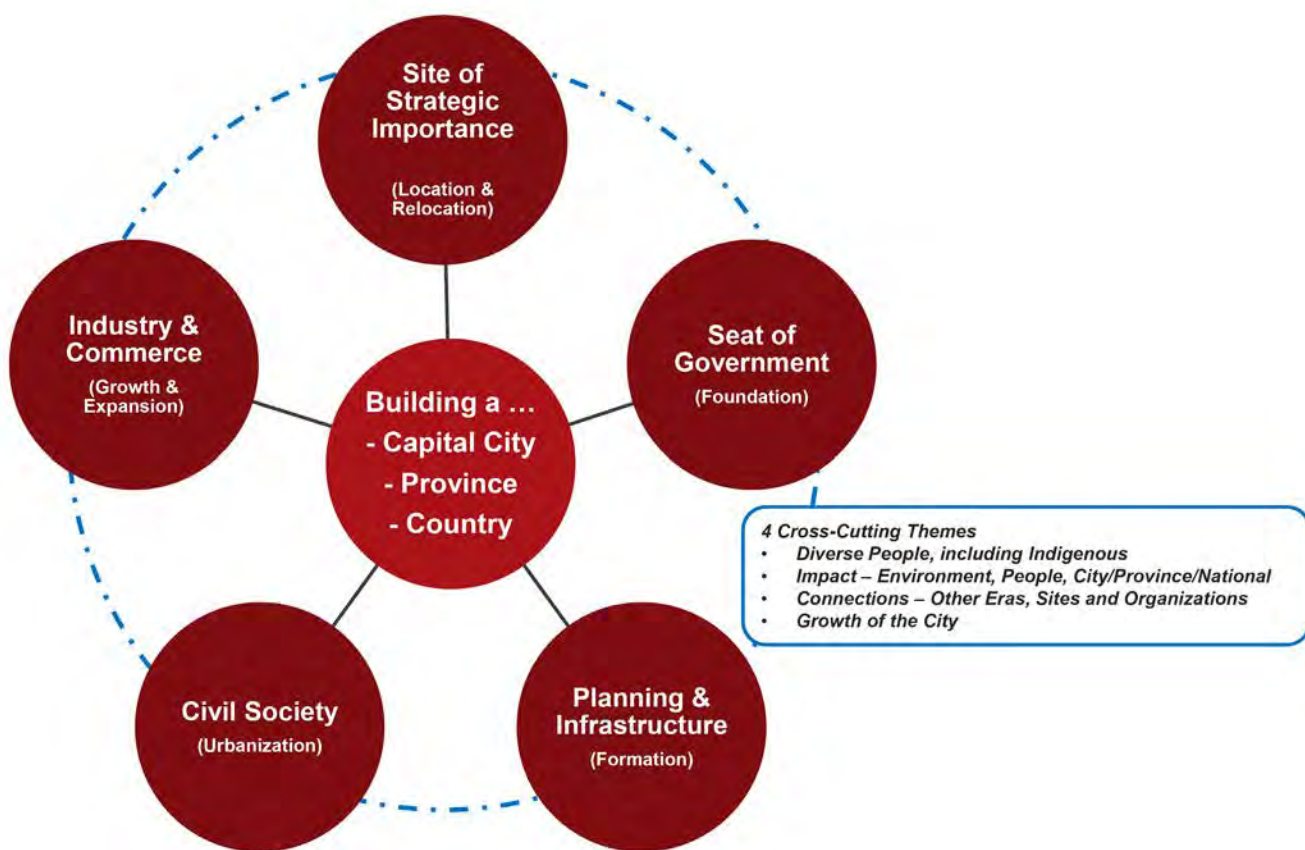 Site of
Strategic
Importance
(Location &
Relocation)
Industry &
Commerce
(Growth &
Expansion)
Seat of
Government
(Foundation)
Building a …
- Capital City
- Province
- Country
4 Cross-Cutting Themes
• Diverse People, including Indigenous
• Impact – Environment, People, City/Province/National
• Connections – Other Eras, Sites and Organizations
• Growth of the City
Civil Society
(Urbanization)
Planning &
Infrastructure
(Formation)